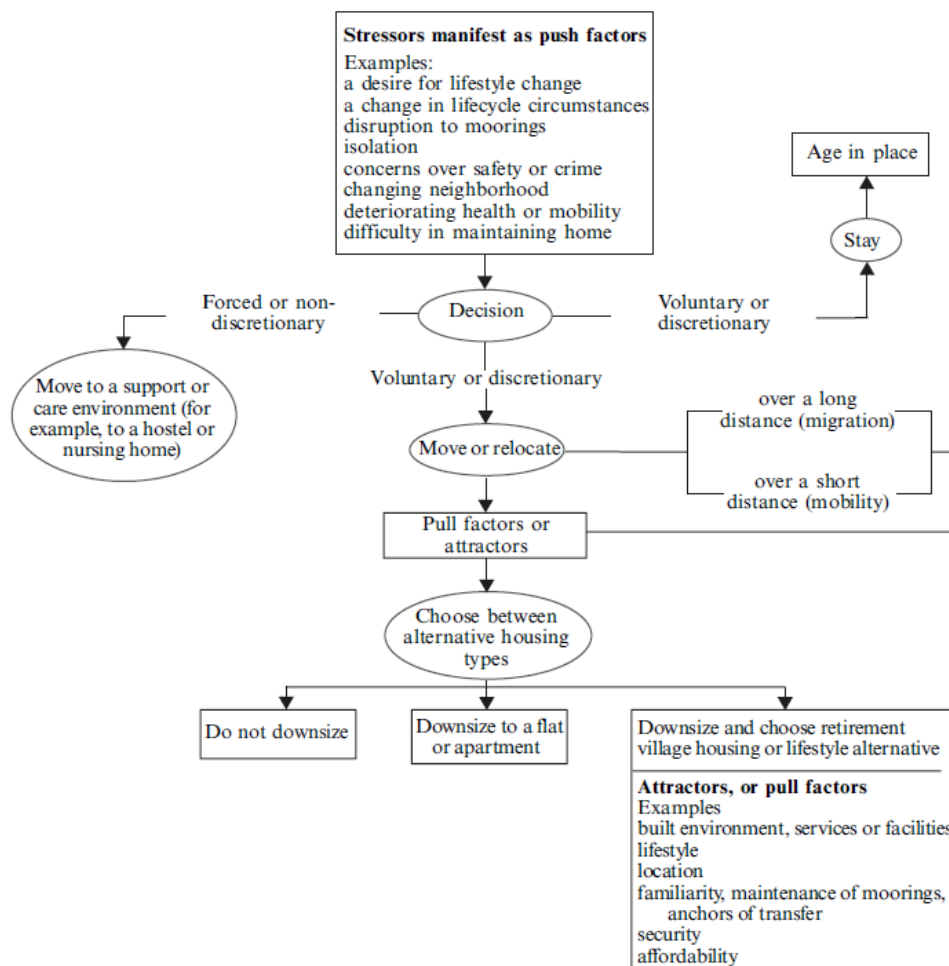 Stressors manifest as push factors
Examples:
a desire for lifestyle change
a change in lifecycle circumstances
disruption to moorings
isolation
concerns over safety or crime
changing neighborhood
deteriorating health or mobility
difficulty in maintaining home
Age in place
Stay
Forced or non-
discretionary
Decision
Voluntary or
discretionary
Move to a support or
care environment (for
example, to a hostel or
nursing home)
Voluntary or discretionary
Move or relocate
over a long
distance (migration)
over a short
distance (mobility)
Pull factors or
attractors
Choose between
alternative housing
types
Do not downsize
Downsize to a flat
or apartment
Downsize and choose retirement
village housing or lifestyle alternative
Attractors, or pull factors
Examples
built environment, services or facilities
lifestyle
location
familiarity, maintenance of moorings,
anchors of transfer
security
affordability